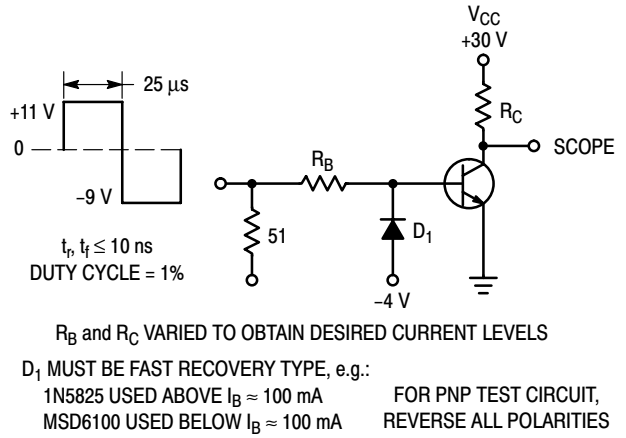 V_CC
+30 V
25 μs
+11 V
R_C
0
SCOPE
R_B
−9 V
51
D_1
−4 V
t_r, t_f ≤ 10 ns
DUTY CYCLE = 1%
R_B and R_C VARIED TO OBTAIN DESIRED CURRENT LEVELS
D_1 MUST BE FAST RECOVERY TYPE, e.g.:
1N5825 USED ABOVE I_B ≈ 100 mA
MSD6100 USED BELOW I_B ≈ 100 mA
FOR PNP TEST CIRCUIT,
REVERSE ALL POLARITIES